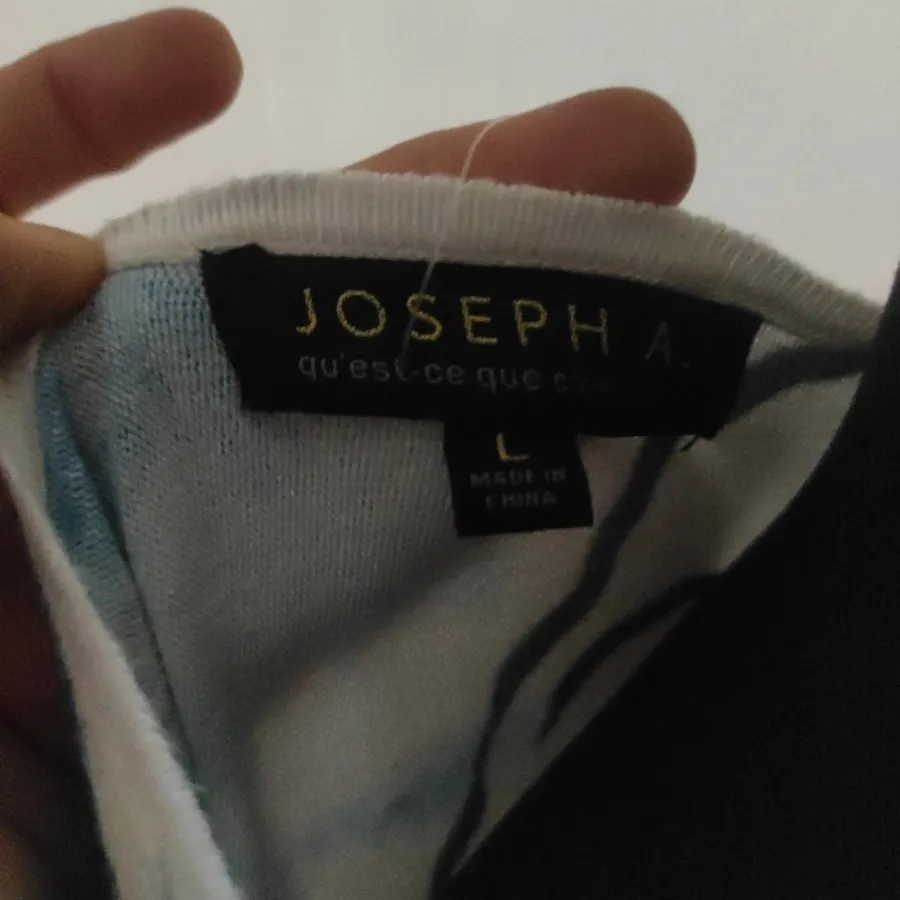 JOSEPH A.
qu'est-ce que
L
MADE IN
CHINA